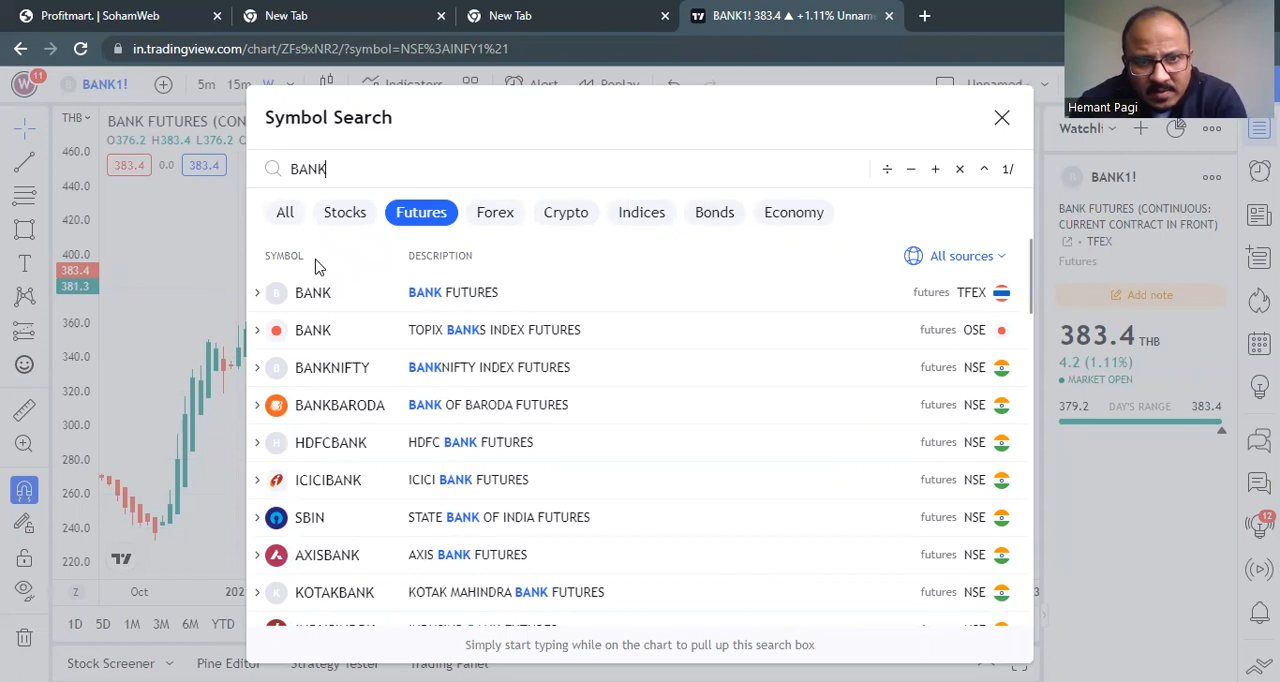 Profitmart. | SohamWeb
New Tab
New Tab
BANK1! 383.4 ▲ +1.11% Unnam
in.tradingview.com/chart/ZFs9xNR2/?symbol=NSE%3AINFY1%21
W 11
BANK1!
5m 15m W
Indicators
Alert
Replay
Unnamed
Hemant Pagi
THB
BANK FUTURES (CON
O376.2 H383.4 L376.2
383.4 0.0 383.4
460.0
440.0
420.0
400.0
383.4
381.3
360.0
340.0
320.0
300.0
280.0
260.0
240.0
220.0
Z
Oct
202
1D 5D 1M 3M 6M YTD
Stock Screener
Pine Editor
Strategy Tester
Trading Panel
Symbol Search
BANK
÷ − + × ^ 1/
All Stocks Futures Forex Crypto Indices Bonds Economy
SYMBOL DESCRIPTION All sources
BANK BANK FUTURES futures TFEX
BANK TOPIX BANKS INDEX FUTURES futures OSE
BANKNIFTY BANKNIFTY INDEX FUTURES futures NSE
BANKBARODA BANK OF BARODA FUTURES futures NSE
HDFCBANK HDFC BANK FUTURES futures NSE
ICICIBANK ICICI BANK FUTURES futures NSE
SBIN STATE BANK OF INDIA FUTURES futures NSE
AXISBANK AXIS BANK FUTURES futures NSE
KOTAKBANK KOTAK MAHINDRA BANK FUTURES futures NSE
Simply start typing while on the chart to pull up this search box
Watchli
BANK1!
BANK FUTURES (CONTINUOUS:
CURRENT CONTRACT IN FRONT)
• TFEX
Futures
Add note
383.4 THB
4.2 (1.11%)
MARKET OPEN
379.2 DAY'S RANGE 383.4
12